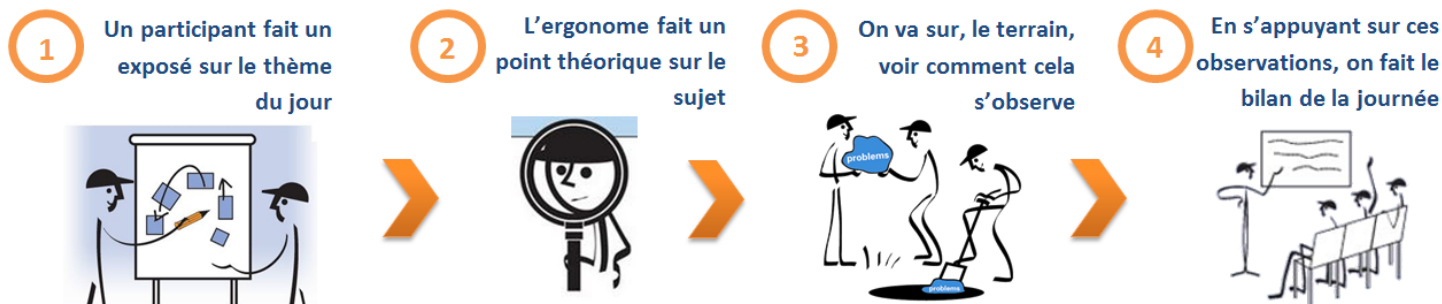 1
Un participant fait un
exposé sur le thème
du jour
2
L’ergonome fait un
point théorique sur le
sujet
3
On va sur, le terrain,
voir comment cela
s’observe
4
En s’appuyant sur ces
observations, on fait le
bilan de la journée
problems
problems